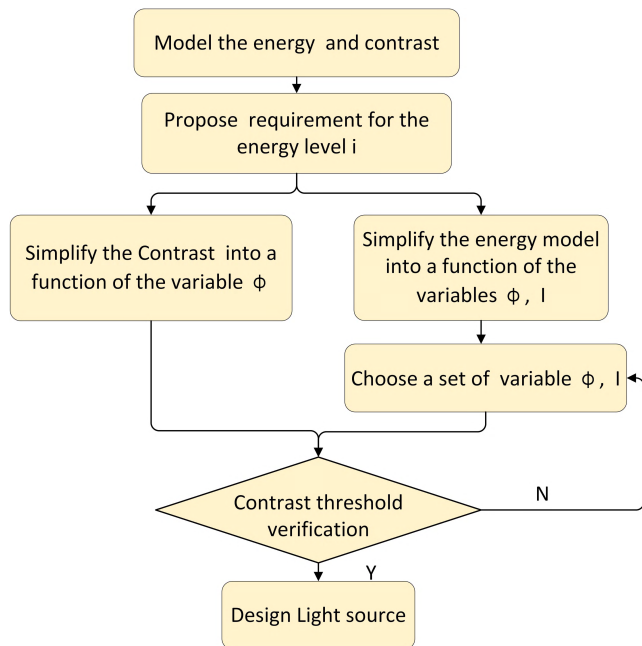 Model the energy and contrast
Propose requirement for the
energy level i
Simplify the Contrast into a
function of the variable ϕ
Simplify the energy model
into a function of the
variables ϕ , I
Choose a set of variable ϕ , I
Contrast threshold
verification
N
Y
Design Light source